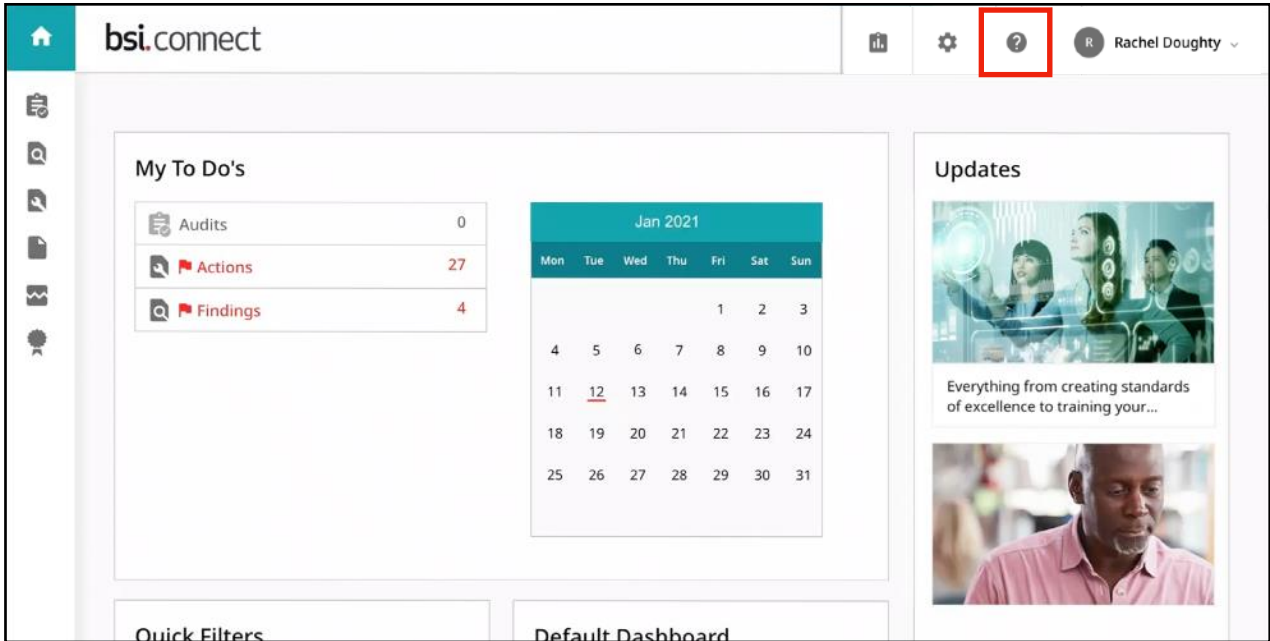 bsi.connect
?
R
Rachel Doughty
My To Do's
Audits 0
Actions 27
Findings 4
Jan 2021
Mon Tue Wed Thu Fri Sat Sun
1 2 3
4 5 6 7 8 9 10
11 12 13 14 15 16 17
18 19 20 21 22 23 24
25 26 27 28 29 30 31
Updates
Everything from creating standards
of excellence to training your...
Quick Filters
Default Dashboard